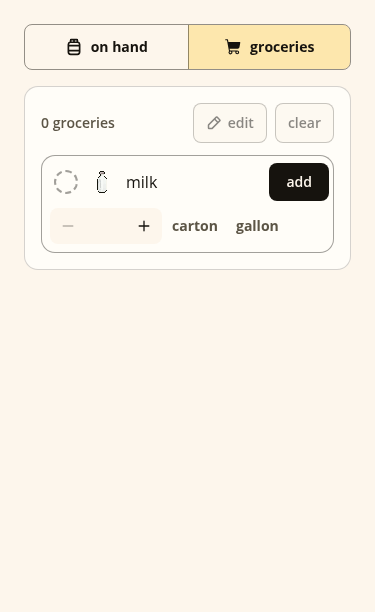 on hand groceries
0 groceries edit clear
milk add
carton gallon